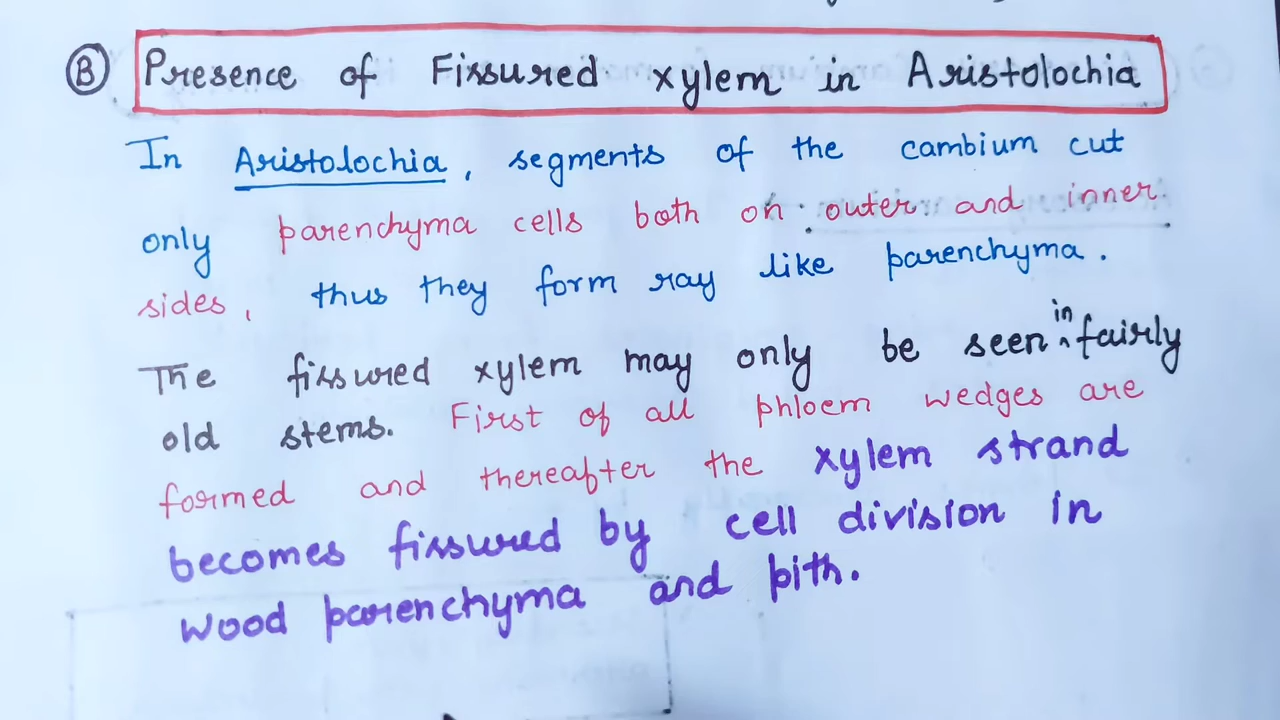 B Presence of Fissured xylem in Aristolochia
In Aristolochia, segments of the cambium cut
only parenchyma cells both on outer and inner
sides, thus they form ray like parenchyma.
The fissured xylem may only be seen in fairly
old stems. First of all phloem wedges are
formed and thereafter the xylem strand
becomes fissured by cell division in
wood parenchyma and pith.